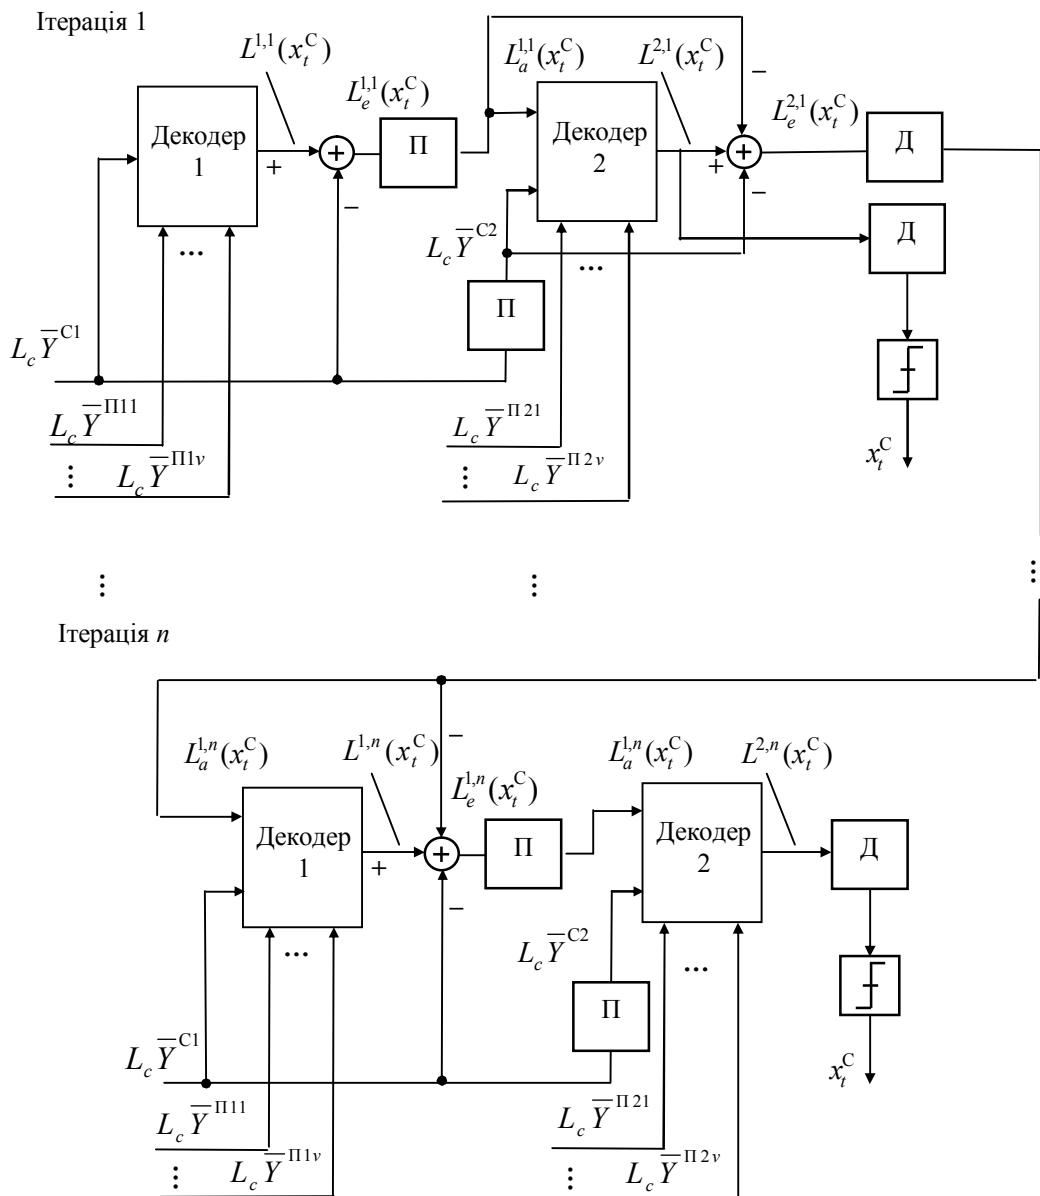 Ітерація 1
L^{1,1}(x_t^C)
L_e^{1,1}(x_t^C)
L_a^{1,1}(x_t^C)
L^{2,1}(x_t^C)
L_e^{2,1}(x_t^C)
Декодер
1
+
+
−
П
Декодер
2
+
+
−
−
Д
Д
...
...
L_c Y̅^{C2}
П
L_c Y̅^{C1}
L_c Y̅^{П11}
L_c Y̅^{П1v}
L_c Y̅^{П21}
L_c Y̅^{П2v}
x_t^C
Ітерація n
L_a^{1,n}(x_t^C)
L^{1,n}(x_t^C)
L_e^{1,n}(x_t^C)
L_a^{1,n}(x_t^C)
L^{2,n}(x_t^C)
Декодер
1
+
+
−
−
П
Декодер
2
Д
...
...
L_c Y̅^{C2}
П
L_c Y̅^{C1}
L_c Y̅^{П11}
L_c Y̅^{П1v}
L_c Y̅^{П21}
L_c Y̅^{П2v}
x_t^C